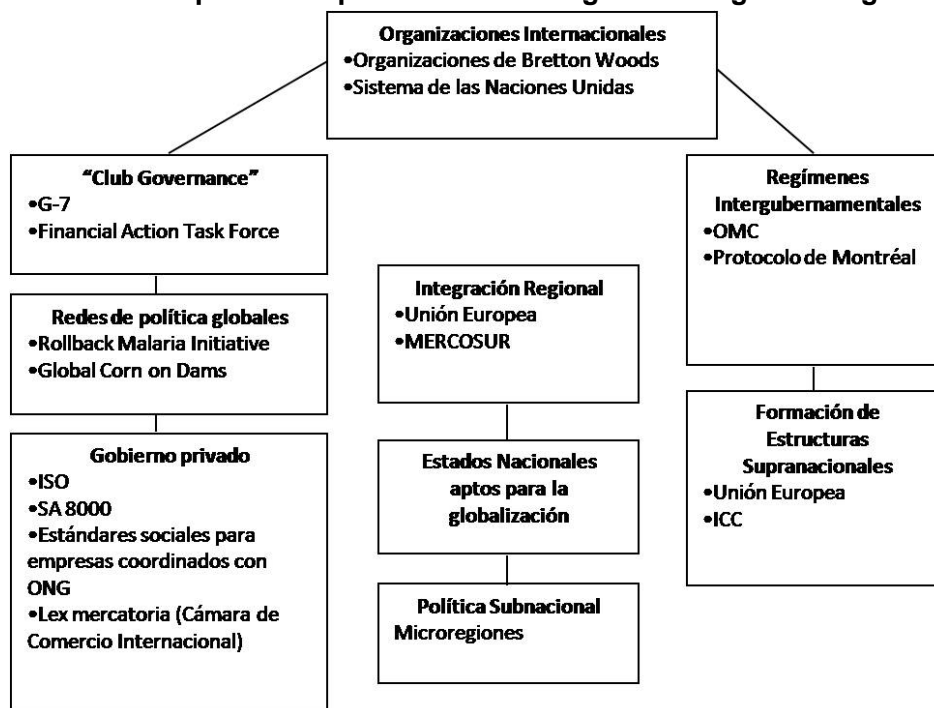 Organizaciones Internacionales
•Organizaciones de Bretton Woods
•Sistema de las Naciones Unidas
“Club Governance”
•G-7
•Financial Action Task Force
Redes de política globales
•Rollback Malaria Initiative
•Global Corn on Dams
Gobierno privado
•ISO
•SA 8000
•Estándares sociales para
empresas coordinados con
ONG
•Lex mercatoria (Cámara de
Comercio Internacional)
Integración Regional
•Unión Europea
•MERCOSUR
Estados Nacionales
aptos para la
globalización
Política Subnacional
Microregiones
Regímenes
Intergubernamentales
•OMC
•Protocolo de Montréal
Formación de
Estructuras
Supranacionales
•Unión Europea
•ICC